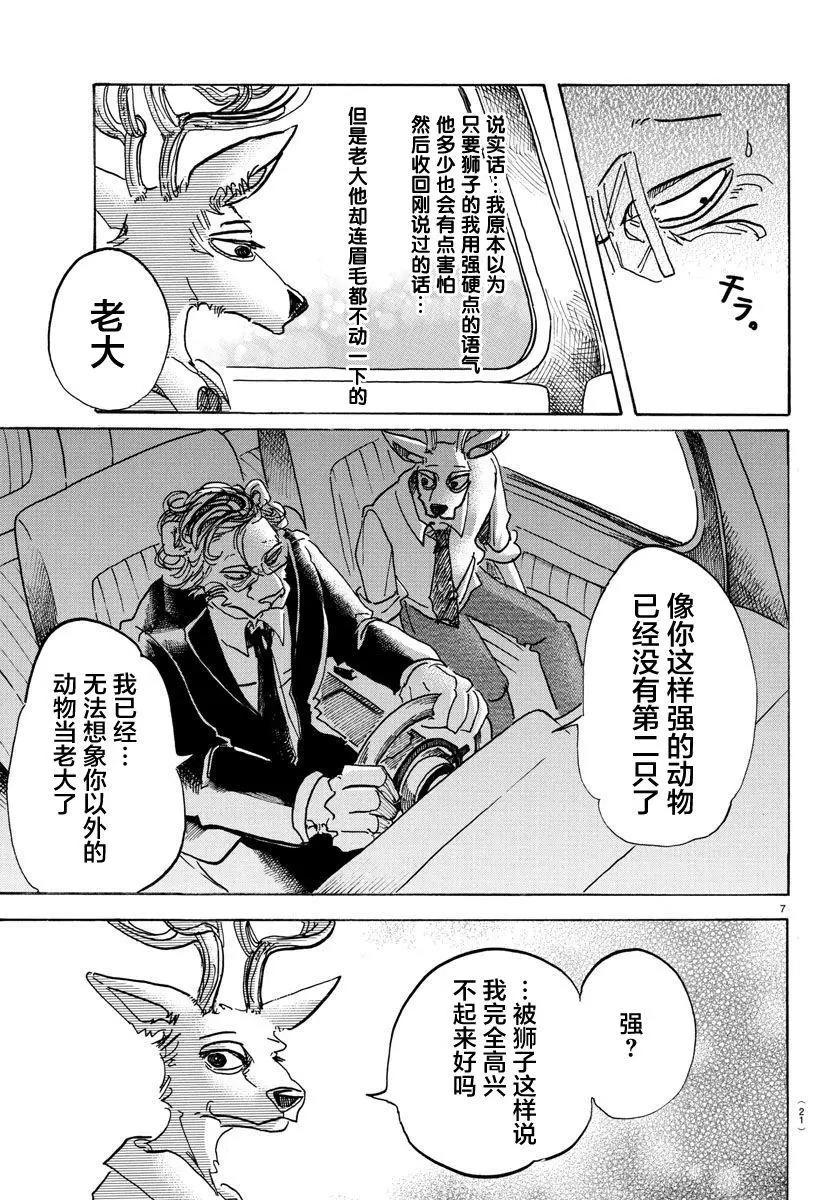 チラ。
说实话…我原本以为
只要狮子的我用强硬点的语气
他多少也会有点害怕
然后收回刚说过的话…
但是老大他却连眉毛都不动一下的
老大
像你这样强的动物
已经没有第二只了
我已经…
无法想象你以外的
动物当老大了
7
强?
…被狮子这样说
我完全高兴
不起来好吗
(21)